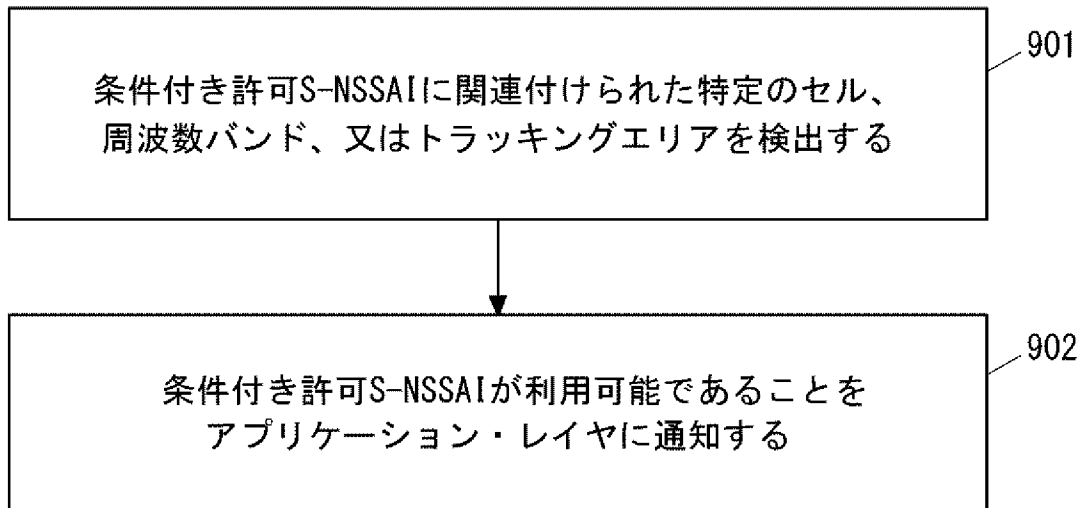 条件付き許可S-NSSAIに関連付けられた特定のセル、
周波数バンド、又はトラッキングエリアを検出する
901
条件付き許可S-NSSAIが利用可能であることを
アプリケーション・レイヤに通知する
902